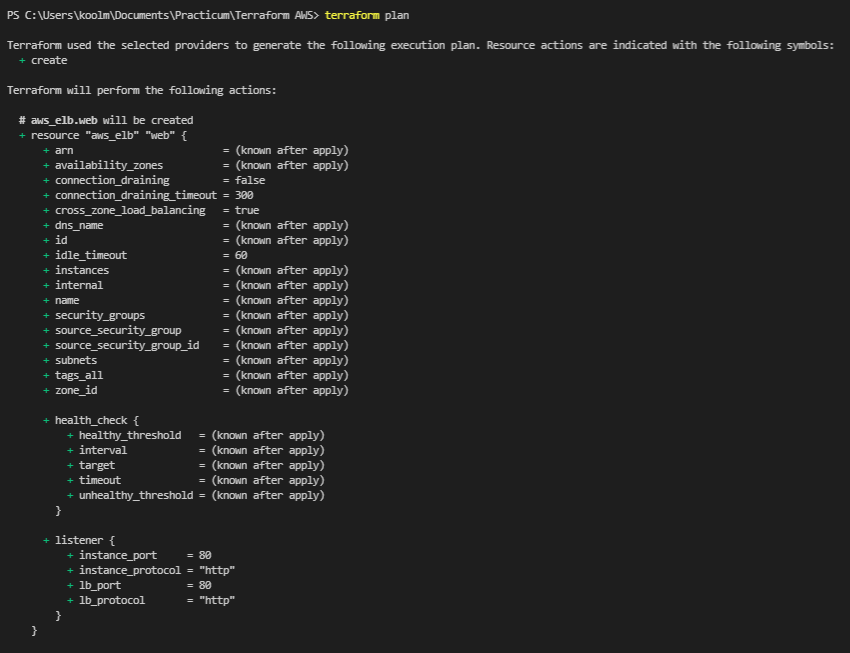 PS C:\Users\koolm\Documents\Practicum\Terraform AWS> terraform plan

Terraform used the selected providers to generate the following execution plan. Resource actions are indicated with the following symbols:
  + create

Terraform will perform the following actions:

  # aws_elb.web will be created
  + resource "aws_elb" "web" {
      + arn                         = (known after apply)
      + availability_zones          = (known after apply)
      + connection_draining         = false
      + connection_draining_timeout = 300
      + cross_zone_load_balancing   = true
      + dns_name                    = (known after apply)
      + id                          = (known after apply)
      + idle_timeout                = 60
      + instances                   = (known after apply)
      + internal                    = (known after apply)
      + name                        = (known after apply)
      + security_groups             = (known after apply)
      + source_security_group       = (known after apply)
      + source_security_group_id    = (known after apply)
      + subnets                     = (known after apply)
      + tags_all                    = (known after apply)
      + zone_id                     = (known after apply)

      + health_check {
          + healthy_threshold   = (known after apply)
          + interval            = (known after apply)
          + target              = (known after apply)
          + timeout             = (known after apply)
          + unhealthy_threshold = (known after apply)
        }

      + listener {
          + instance_port     = 80
          + instance_protocol = "http"
          + lb_port           = 80
          + lb_protocol       = "http"
        }
    }